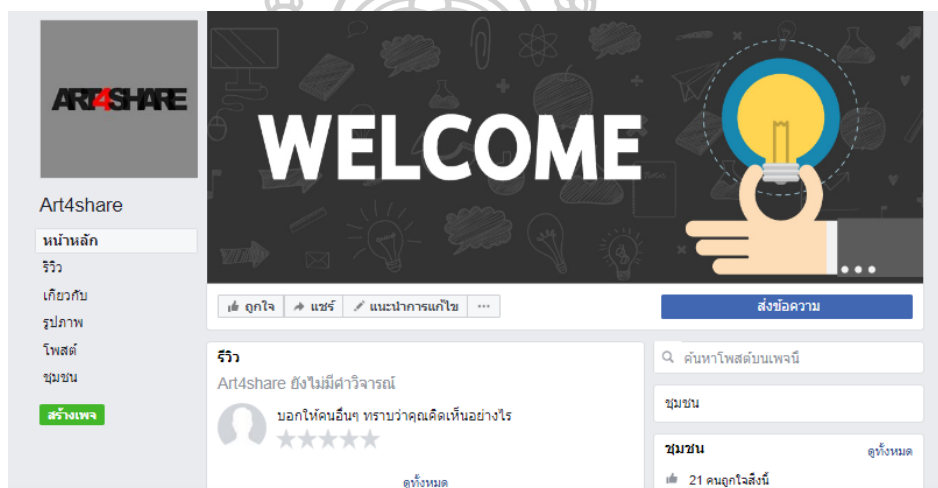 ART4SHARE
WELCOME
Art4share
หน้าหลัก
รีวิว
เกี่ยวกับ
รูปภาพ
โพสต์
ชุมชน
สร้างเพจ
ถูกใจ แชร์ แนะนำการแก้ไข ...
ส่งข้อความ
รีวิว
Art4share ยังไม่มีคำวิจารณ์
บอกให้คนอื่นๆ ทราบว่าคุณคิดเห็นอย่างไร
ดูทั้งหมด
ค้นหาโพสต์บนเพจนี้
ชุมชน
ชุมชน ดูทั้งหมด
21 คนถูกใจสิ่งนี้